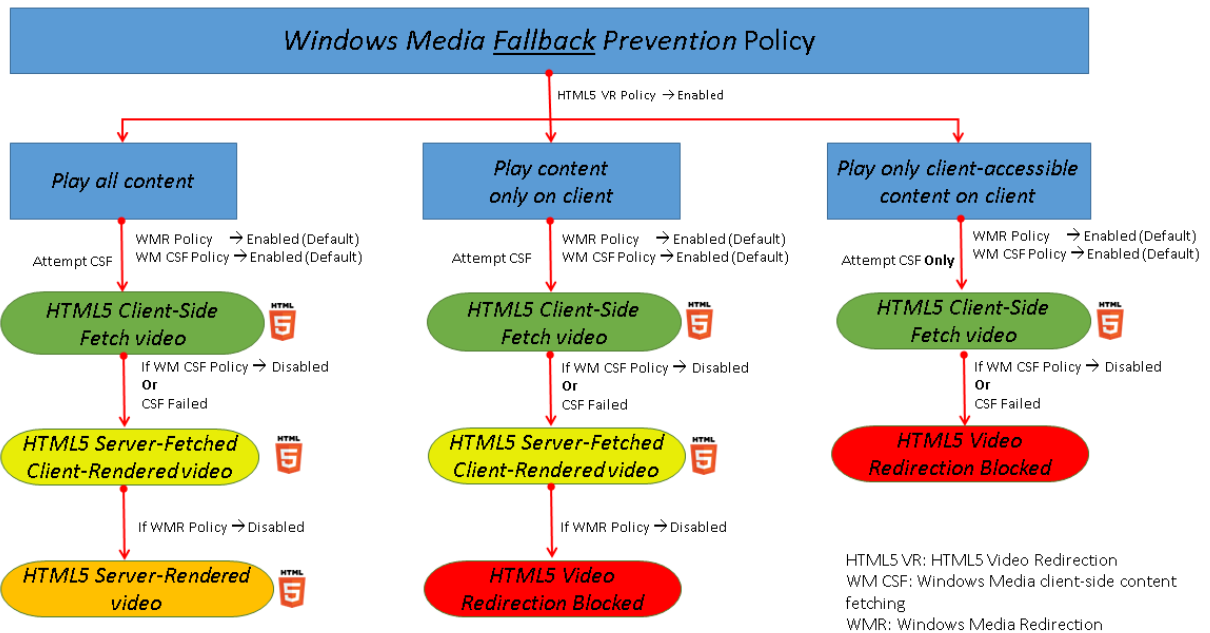 Windows Media Fallback Prevention Policy
HTML5 VR Policy → Enabled
Play all content
WMR Policy → Enabled (Default)
WM CSF Policy → Enabled (Default)
Attempt CSF
HTML5 Client-Side
Fetch video
HTML
5
If WM CSF Policy → Disabled
Or
CSF Failed
HTML5 Server-Fetched
Client-Rendered video
HTML
5
If WMR Policy → Disabled
HTML5 Server-Rendered
video
HTML
5
Play content
only on client
WMR Policy → Enabled (Default)
WM CSF Policy → Enabled (Default)
Attempt CSF
HTML5 Client-Side
Fetch video
HTML
5
If WM CSF Policy → Disabled
Or
CSF Failed
HTML5 Server-Fetched
Client-Rendered video
HTML
5
If WMR Policy → Disabled
HTML5 Video
Redirection Blocked
Play only client-accessible
content on client
WMR Policy → Enabled (Default)
WM CSF Policy → Enabled (Default)
Attempt CSF Only
HTML5 Client-Side
Fetch video
HTML
5
If WM CSF Policy → Disabled
Or
CSF Failed
HTML5 Video
Redirection Blocked
HTML5 VR: HTML5 Video Redirection
WM CSF: Windows Media client-side content
fetching
WMR: Windows Media Redirection